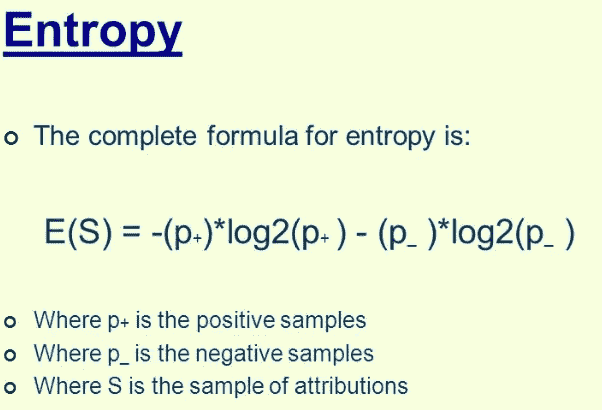 Entropy
o The complete formula for entropy is:
E(S) = -(p+)*log2(p+ ) - (p_ )*log2(p_ )
o Where p+ is the positive samples
o Where p_ is the negative samples
o Where S is the sample of attributions